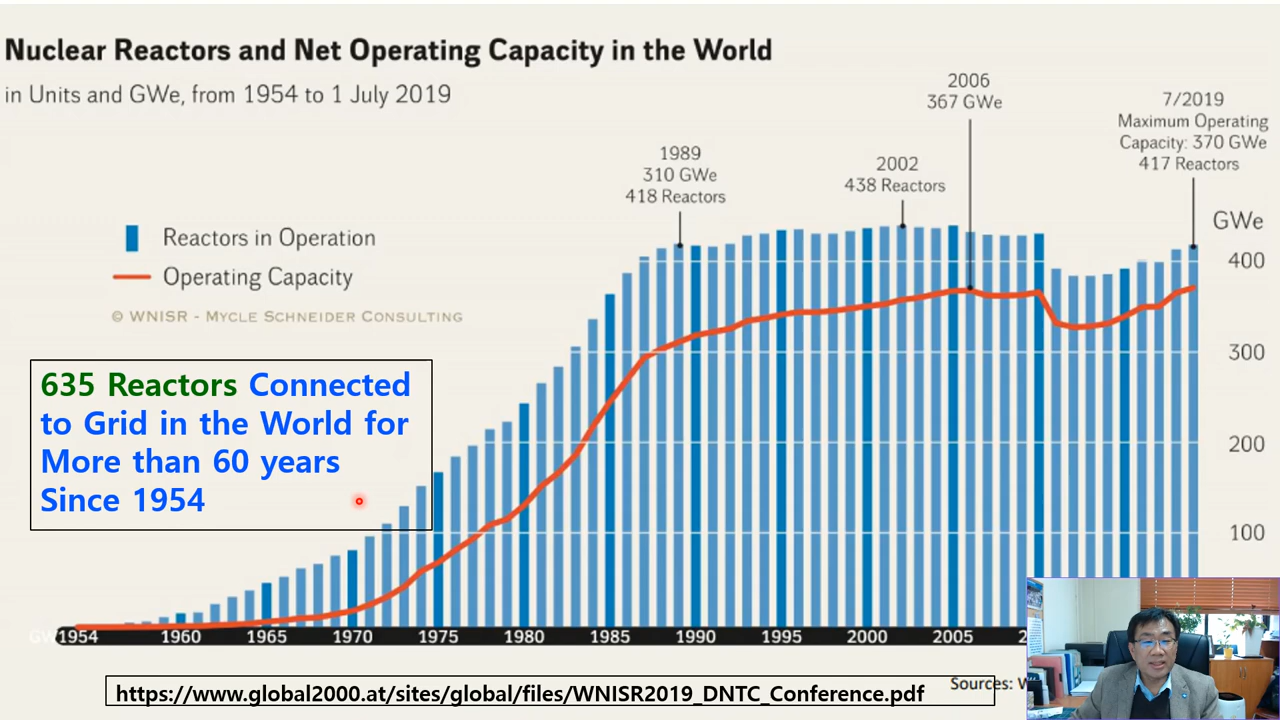 Nuclear Reactors and Net Operating Capacity in the World
in Units and GWe, from 1954 to 1 July 2019
2006
367 GWe
7/2019
Maximum Operating
Capacity: 370 GWe
417 Reactors
1989
310 GWe
418 Reactors
2002
438 Reactors
GWe
Reactors in Operation
Operating Capacity
© WNISR - MYCLE SCHNEIDER CONSULTING
400
300
200
100
635 Reactors Connected
to Grid in the World for
More than 60 years
Since 1954
1954 1960 1965 1970 1975 1980 1985 1990 1995 2000 2005
https://www.global2000.at/sites/global/files/WNISR2019_DNTC_Conference.pdf
Sources: